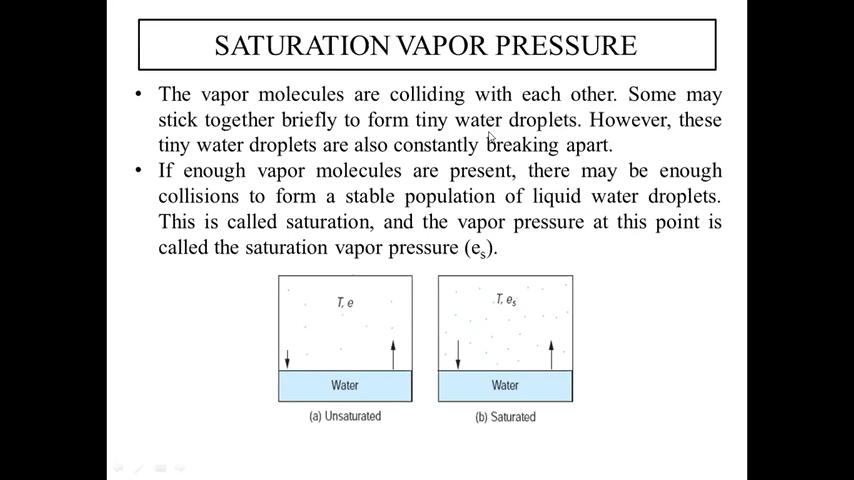 SATURATION VAPOR PRESSURE
• The vapor molecules are colliding with each other. Some may
stick together briefly to form tiny water droplets. However, these
tiny water droplets are also constantly breaking apart.
• If enough vapor molecules are present, there may be enough
collisions to form a stable population of liquid water droplets.
This is called saturation, and the vapor pressure at this point is
called the saturation vapor pressure (es).
T, e
T, es
Water
Water
(a) Unsaturated
(b) Saturated